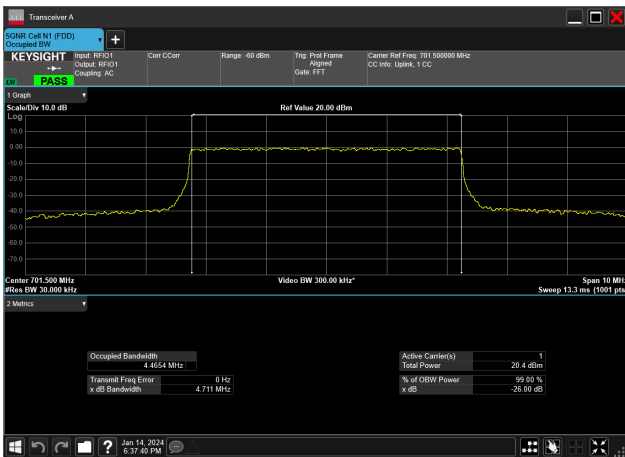 Transceiver A
5GNR Cell N1 (FDD)
Occupied BW
+
KEYSIGHT
LXI
PASS
Input: RFIO1
Output: RFIO1
Coupling: AC
Corr CCorr
Range: -60 dBm
Trig: Prot Frame
Aligned
Gate: FFT
Carrier Ref Freq: 701.500000 MHz
CC Info: Uplink, 1 CC
1 Graph
Scale/Div 10.0 dB
Ref Value 20.00 dBm
Log
10.0
0.00
-10.0
-20.0
-30.0
-40.0
-50.0
-60.0
-70.0
Center 701.500 MHz
Video BW 300.00 kHz*
Span 10 MHz
#Res BW 30.000 kHz
Sweep 13.3 ms (1001 pts
2 Metrics
Occupied Bandwidth
4.4654 MHz
Transmit Freq Error 0 Hz
x dB Bandwidth 4.711 MHz
Active Carrier(s) 1
Total Power 20.4 dBm
% of OBW Power 99.00 %
x dB -26.00 dB
?
Jan 14, 2024
6:37:40 PM